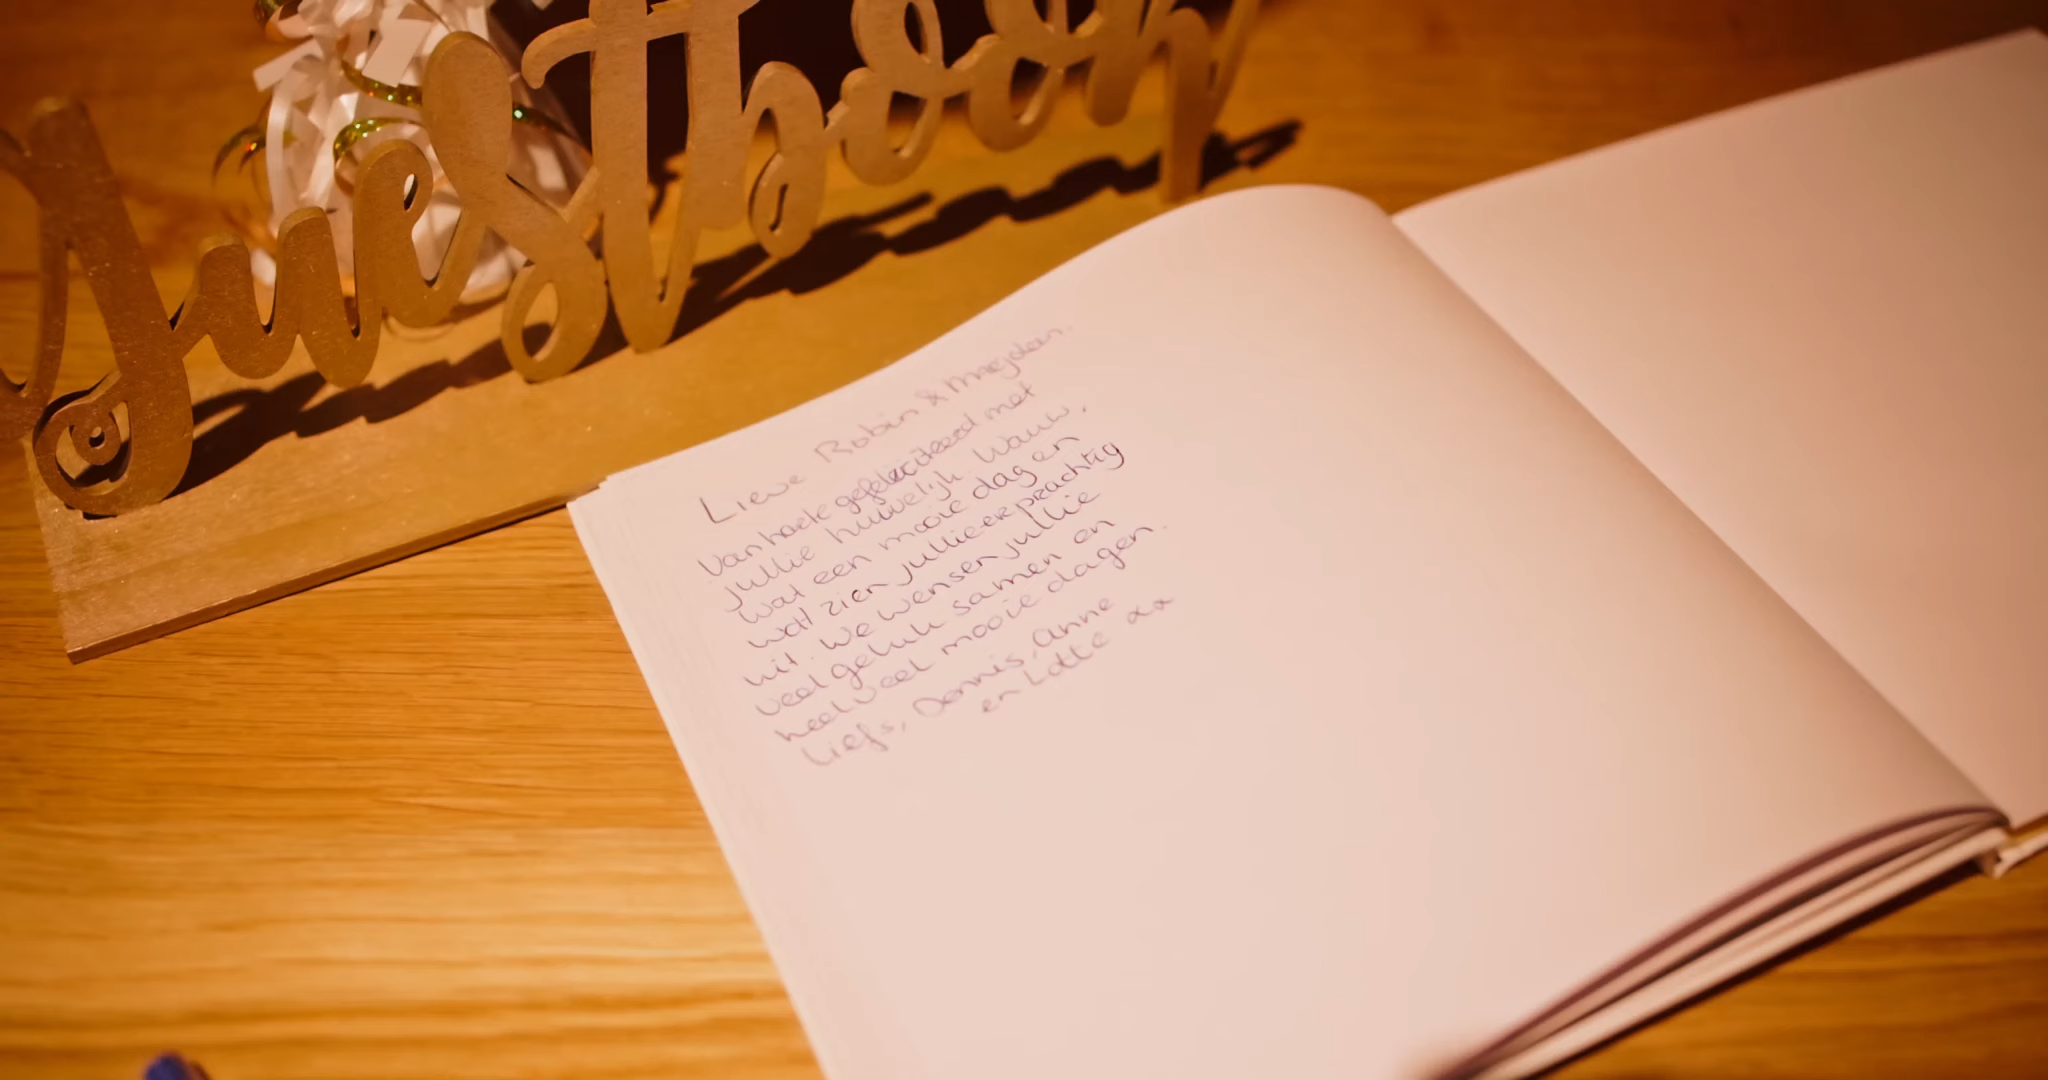 Guestbook
Lieve Robin & Magdan.
Van harte gefeliciteerd met
jullie huwelijk. Wauw,
wat een mooie dag en
wat zien jullie er prachtig
uit. We wensen jullie
veel geluk samen en
heel veel mooie dagen.
Liefs, Dennis, Anne
en Lotte xx